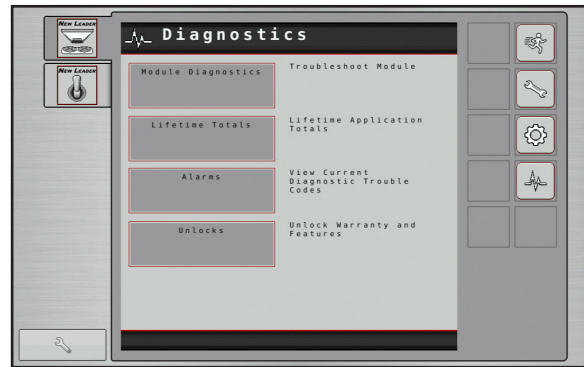 NEW LEADER
NEW LEADER
Diagnostics
Module Diagnostics
Troubleshoot Module
Lifetime Totals
Lifetime Application
Totals
Alarms
View Current
Diagnostic Trouble
Codes
Unlocks
Unlock Warranty and
Features